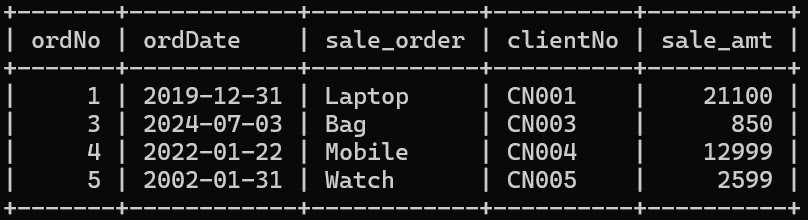 +-------+------------+------------+----------+----------+
| ordNo | ordDate    | sale_order | clientNo | sale_amt |
+-------+------------+------------+----------+----------+
|     1 | 2019-12-31 | Laptop     | CN001    |    21100 |
|     3 | 2024-07-03 | Bag        | CN003    |      850 |
|     4 | 2022-01-22 | Mobile     | CN004    |    12999 |
|     5 | 2002-01-31 | Watch      | CN005    |     2599 |
+-------+------------+------------+----------+----------+